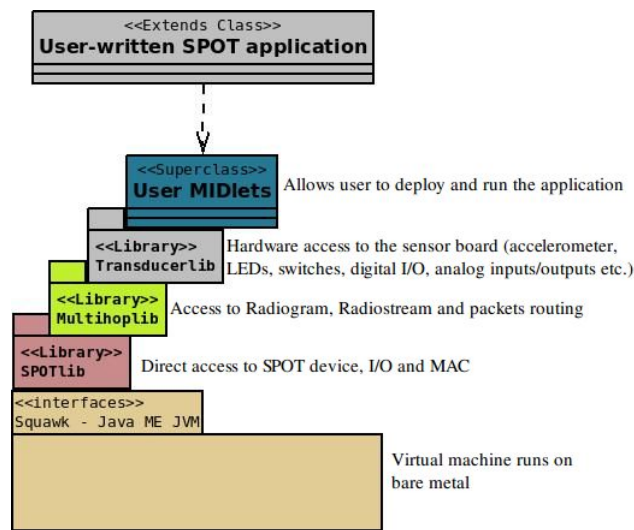 <<Extends Class>>
User-written SPOT application
<<Superclass>>
User MIDlets
Allows user to deploy and run the application
<<Library>>
Transducerlib
Hardware access to the sensor board (accelerometer,
LEDs, switches, digital I/O, analog inputs/outputs etc.)
<<Library>>
Multihoplib
Access to Radiogram, Radiostream and packets routing
<<Library>>
SPOTlib
Direct access to SPOT device, I/O and MAC
<<interfaces>>
Squawk - Java ME JVM
Virtual machine runs on
bare metal